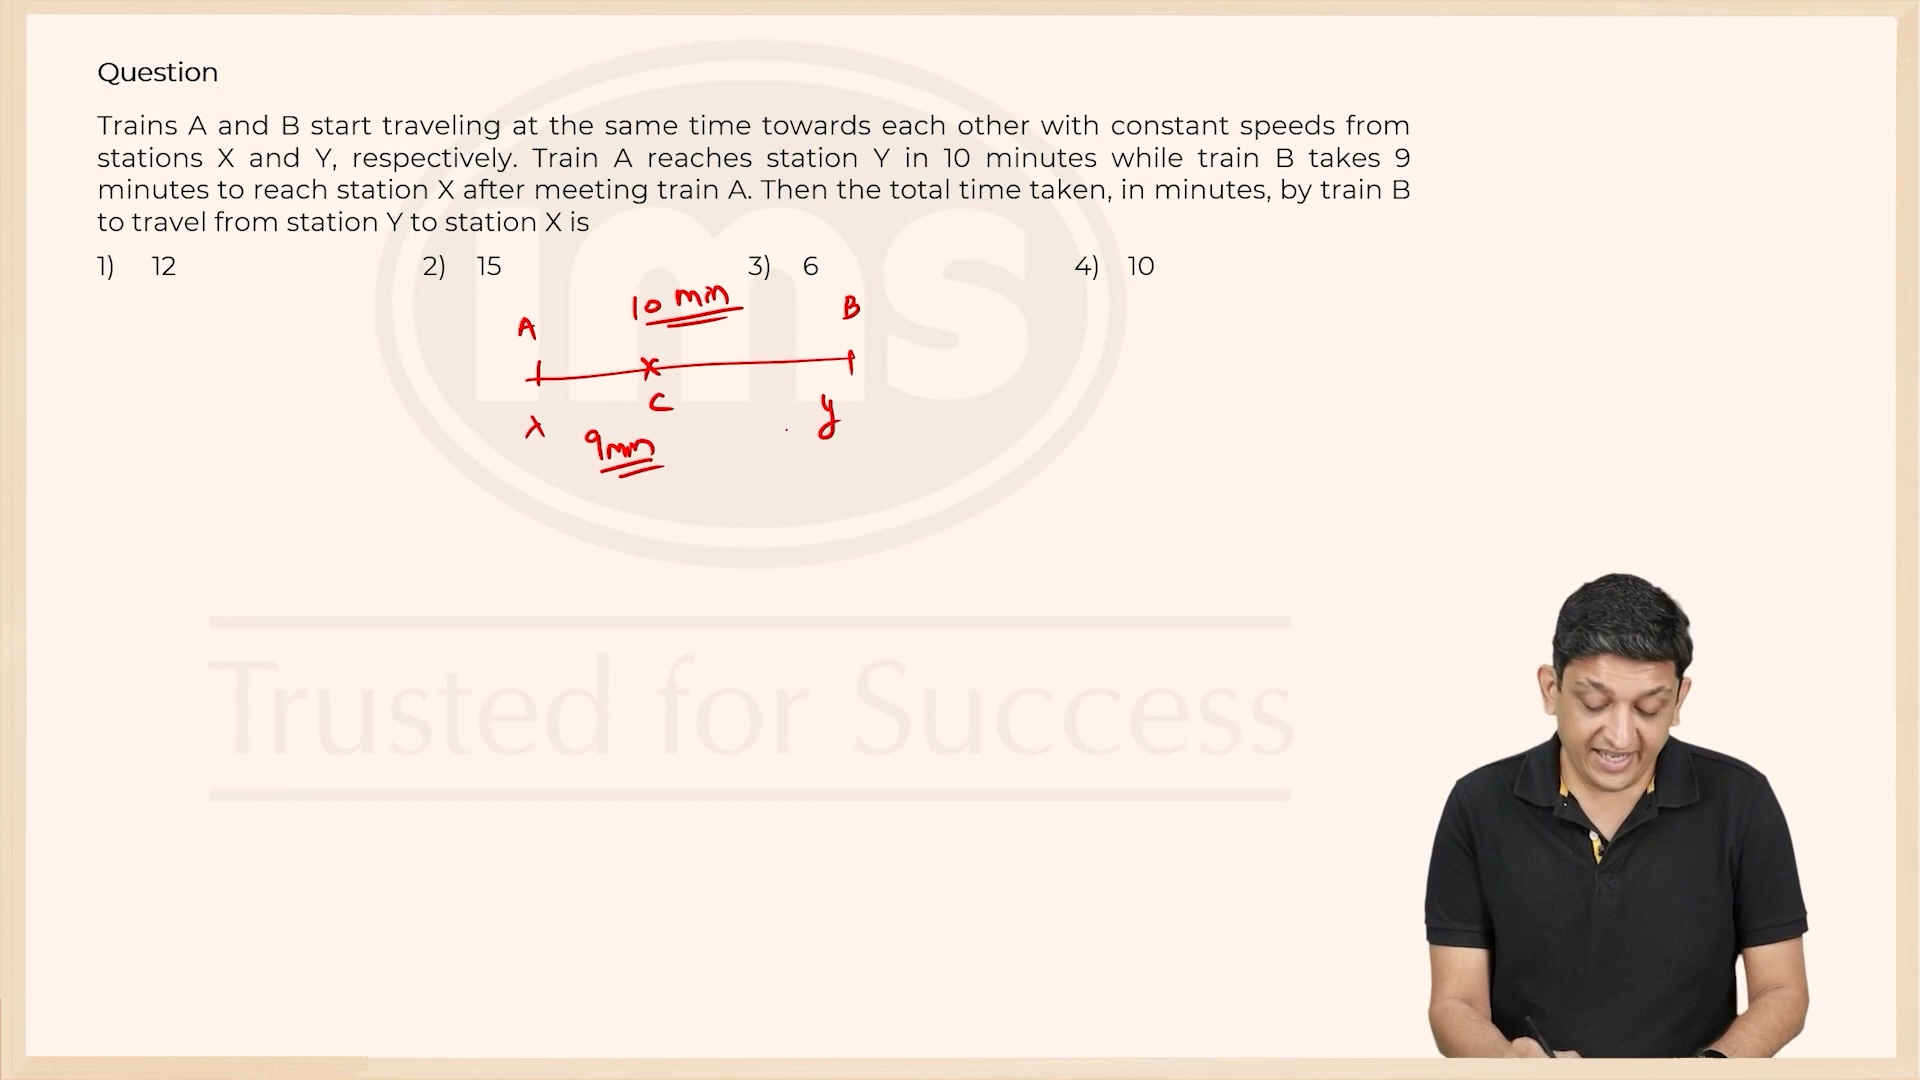 Question
Trains A and B start traveling at the same time towards each other with constant speeds from
stations X and Y, respectively. Train A reaches station Y in 10 minutes while train B takes 9
minutes to reach station X after meeting train A. Then the total time taken, in minutes, by train B
to travel from station Y to station X is
1) 12 2) 15 3) 6 4) 10
10 min
A B
C
X y
9min
ims
Trusted for Success